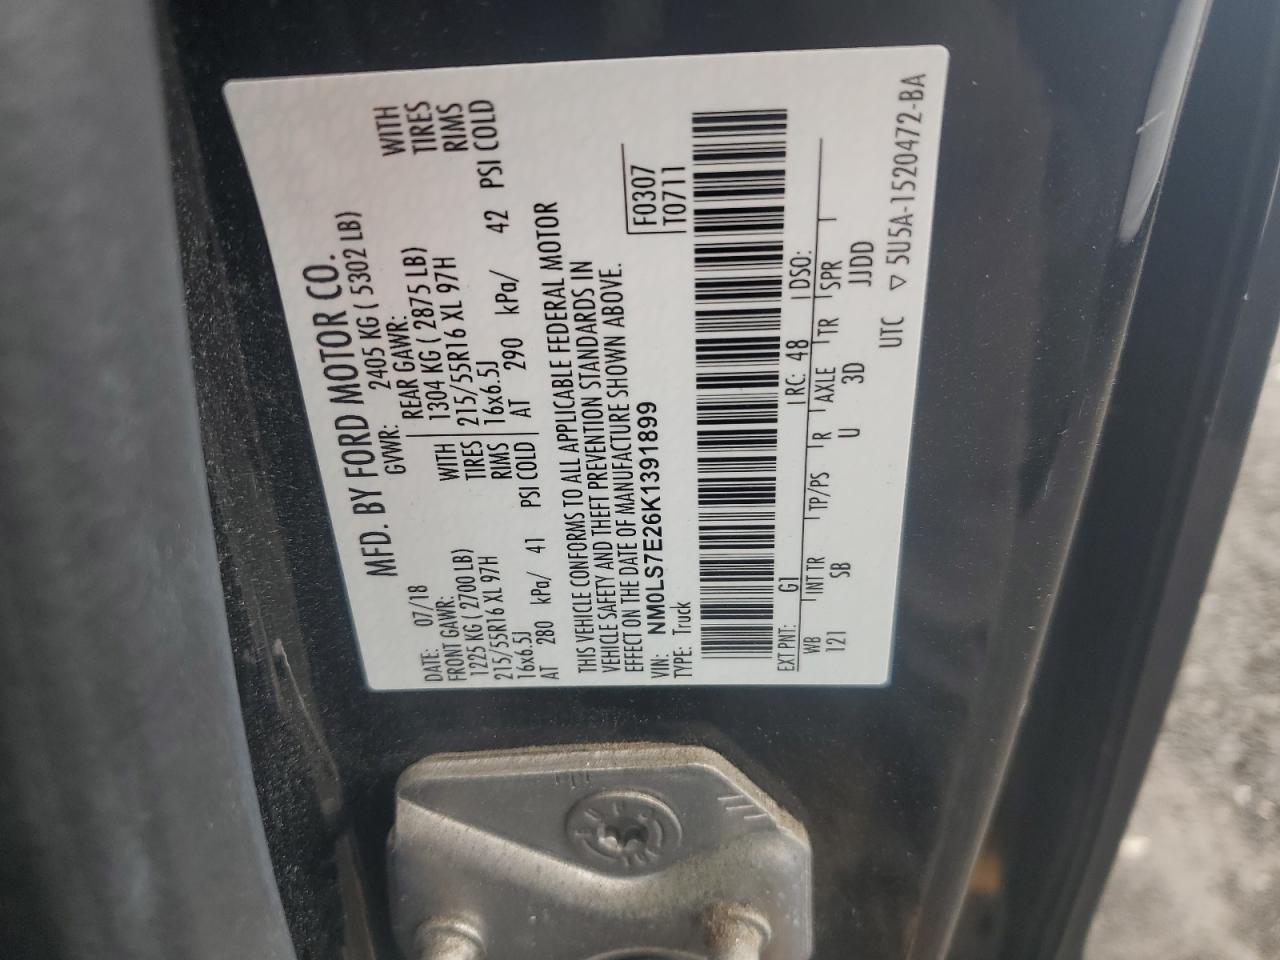 MFD. BY FORD MOTOR CO.
DATE: 07/18 GVWR: 2405 KG ( 5302 LB)
FRONT GAWR: REAR GAWR:
1225 KG ( 2700 LB) WITH 1304 KG ( 2875 LB) WITH
215/55R16 XL 97H TIRES 215/55R16 XL 97H TIRES
16x6.5J RIMS 16x6.5J RIMS
AT 280 kPa/ 41 PSI COLD AT 290 kPa/ 42 PSI COLD
THIS VEHICLE CONFORMS TO ALL APPLICABLE FEDERAL MOTOR
VEHICLE SAFETY AND THEFT PREVENTION STANDARDS IN
EFFECT ON THE DATE OF MANUFACTURE SHOWN ABOVE.
VIN: NM0LS7E26K1391899 F0307
TYPE: Truck T0711
EXT PNT: G1 RC: 48 DSO:
WB INT TR TP/PS R AXLE TR SPR
121 SB U 3D JJDD
UTC ▽ 5U5A-1520472-BA